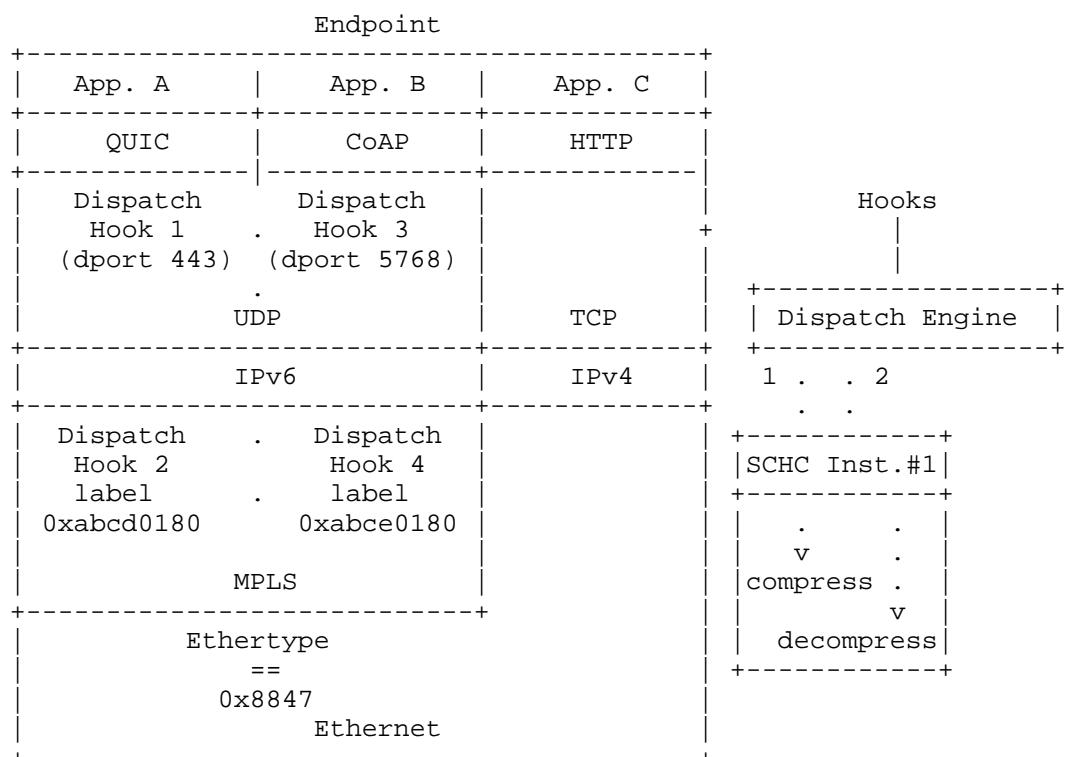 Endpoint
App. A App. B App. C
QUIC CoAP HTTP
Dispatch Dispatch Hooks
Hook 1 . Hook 3
(dport 443) (dport 5768)
.
UDP TCP Dispatch Engine
IPv6 IPv4 1 . . 2
. .
Dispatch . Dispatch
Hook 2 Hook 4 SCHC Inst.#1
label . label
0xabcd0180 0xabce0180 . .
v .
MPLS compress .
v
Ethertype decompress
==
0x8847
Ethernet